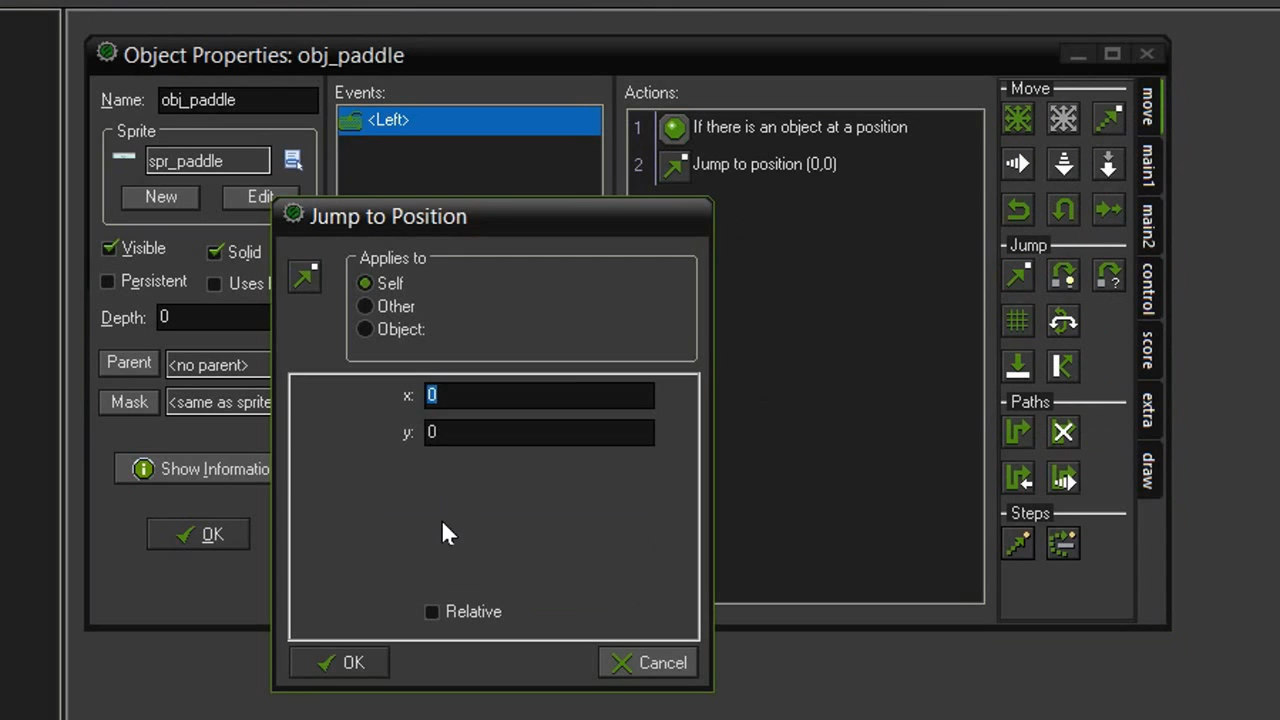 Object Properties: obj_paddle
Name: obj_paddle
Sprite
spr_paddle
New
Edit
Visible
Solid
Persistent
Uses
Depth: 0
Parent <no parent>
Mask <same as sprite
Show Informatio
OK
Events:
<Left>
Actions:
1 If there is an object at a position
2 Jump to position (0,0)
Jump to Position
Applies to
Self
Other
Object:
x: 0
y: 0
Relative
OK
Cancel
Move
Jump
Paths
Steps
move
main1
main2
control
score
extra
draw